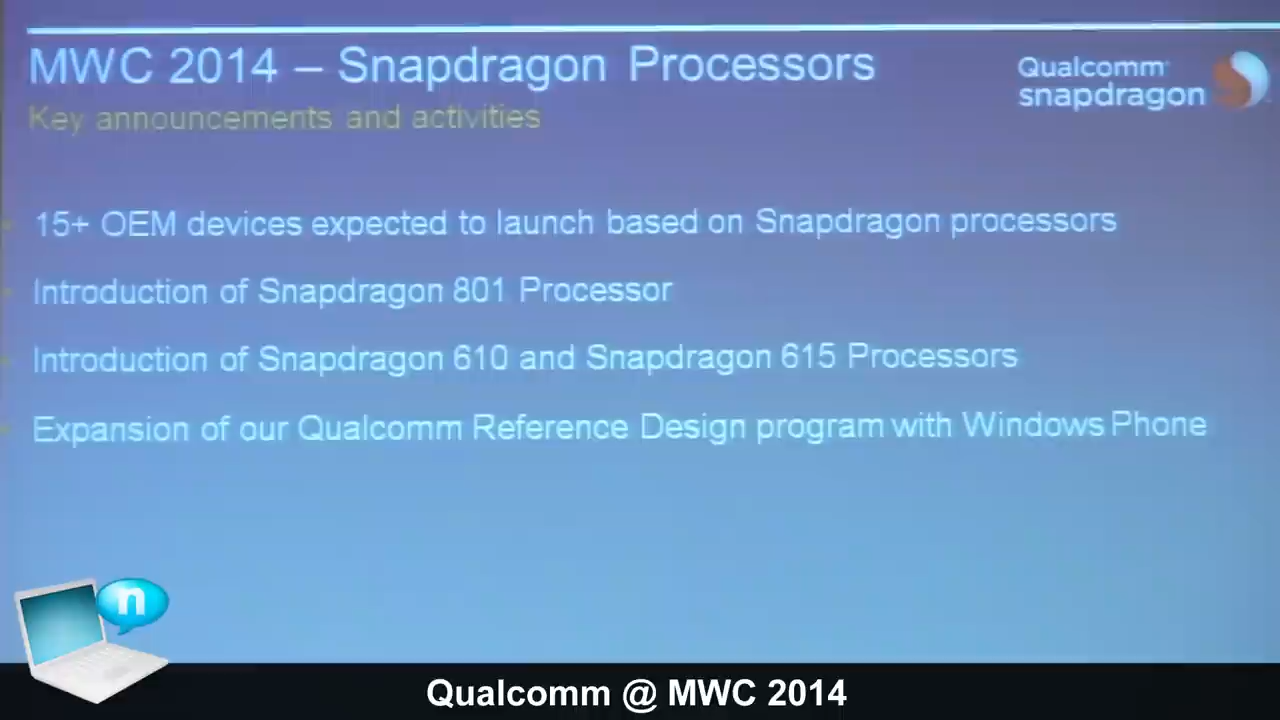 MWC 2014 – Snapdragon Processors
Key announcements and activities
Qualcomm
snapdragon
15+ OEM devices expected to launch based on Snapdragon processors
Introduction of Snapdragon 801 Processor
Introduction of Snapdragon 610 and Snapdragon 615 Processors
Expansion of our Qualcomm Reference Design program with Windows Phone
n
Qualcomm @ MWC 2014